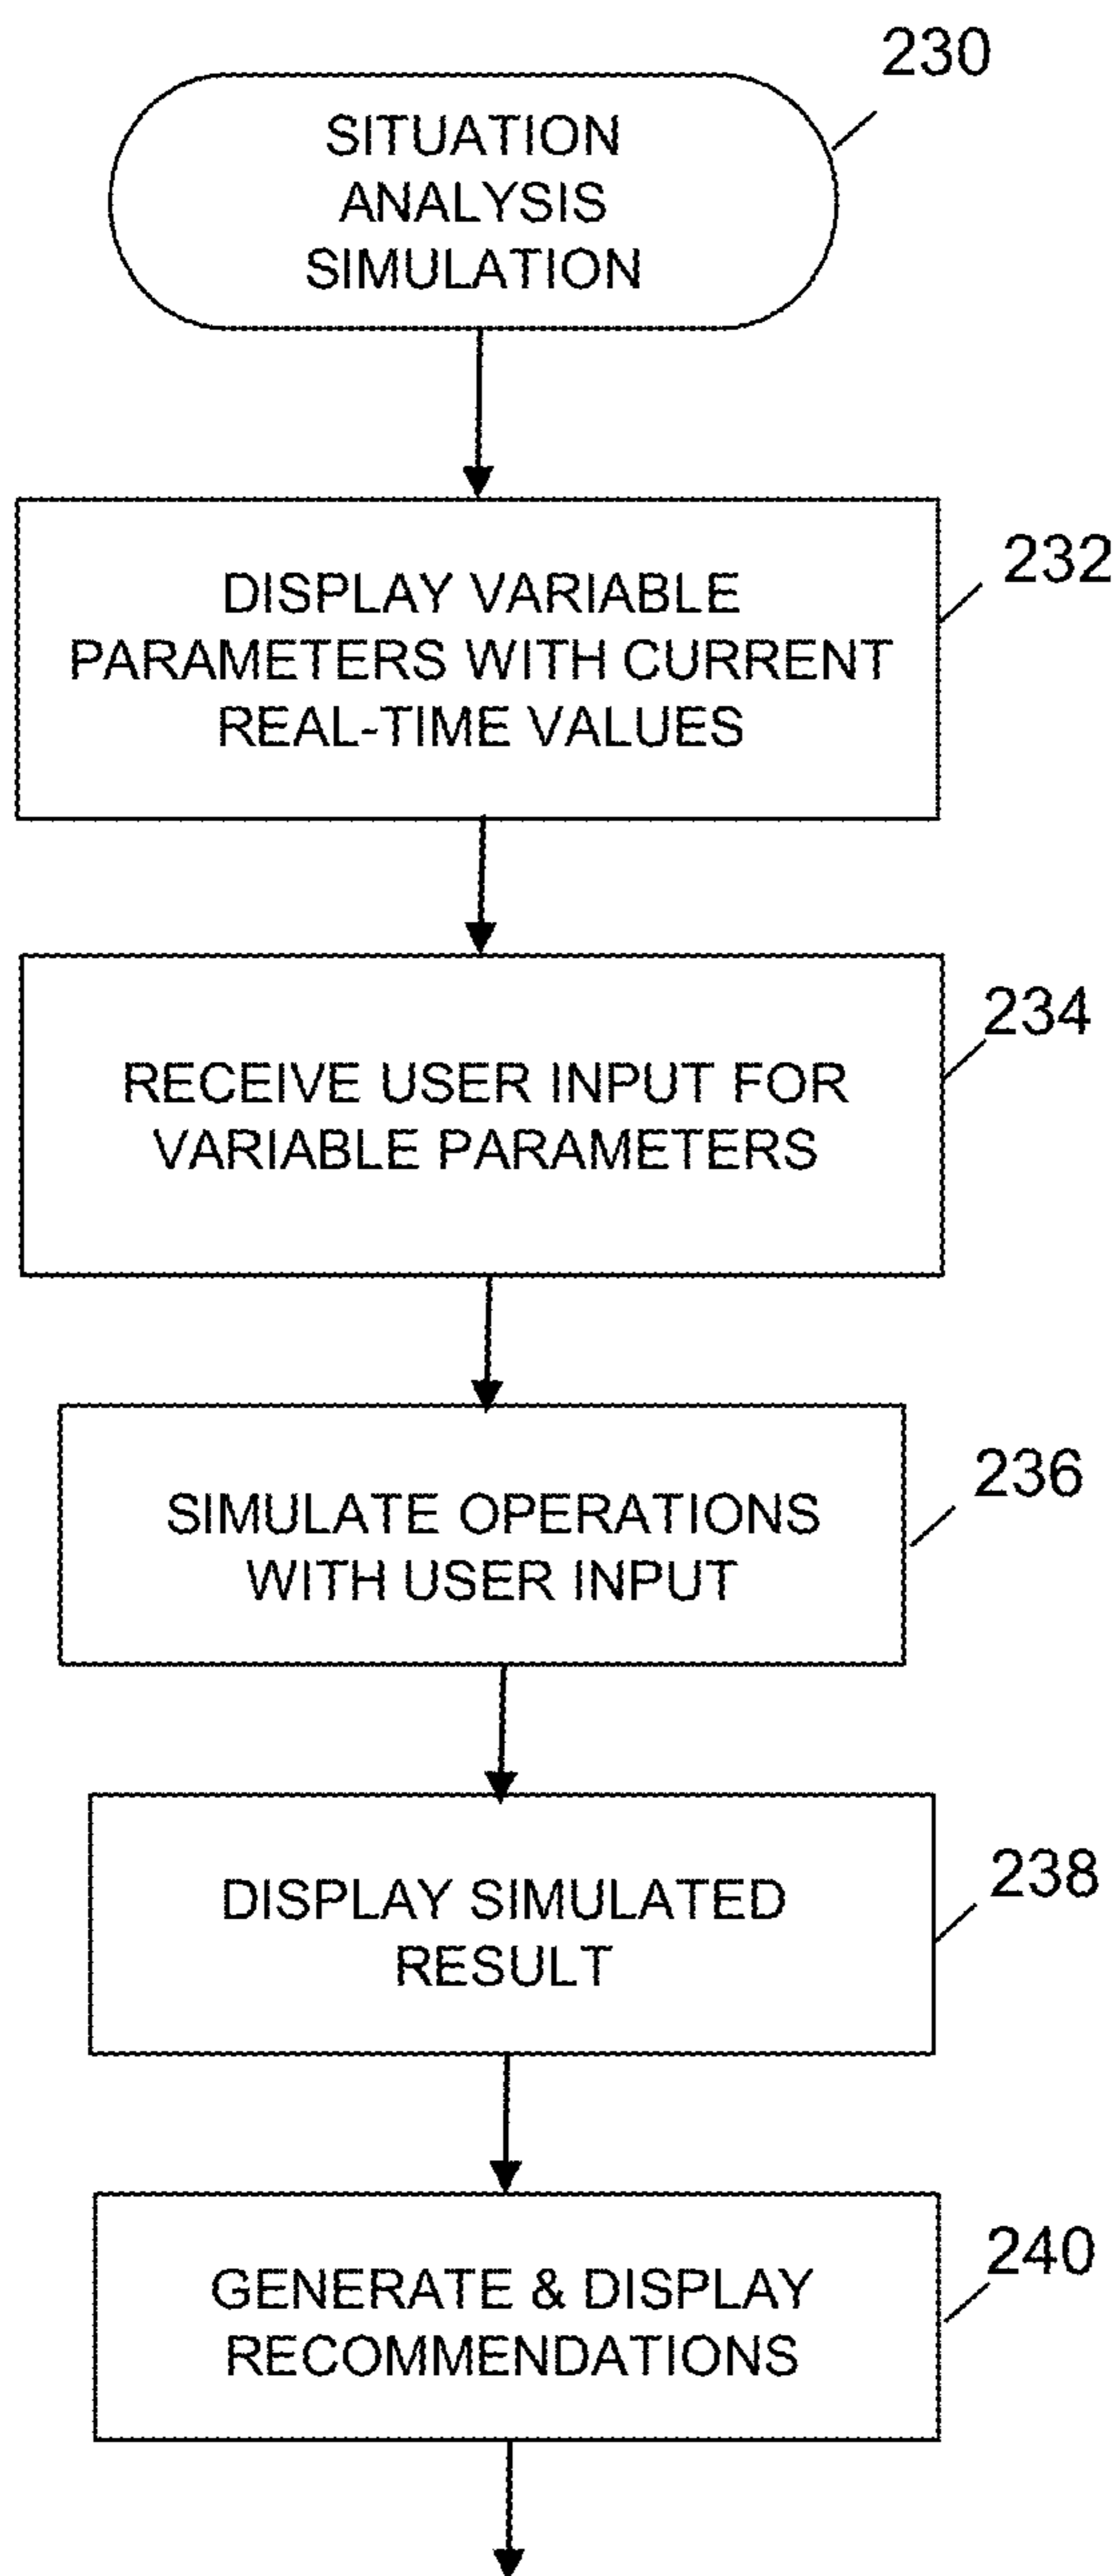 230
SITUATION
ANALYSIS
SIMULATION
232
DISPLAY VARIABLE
PARAMETERS WITH CURRENT
REAL-TIME VALUES
234
RECEIVE USER INPUT FOR
VARIABLE PARAMETERS
236
SIMULATE OPERATIONS
WITH USER INPUT
238
DISPLAY SIMULATED
RESULT
240
GENERATE & DISPLAY
RECOMMENDATIONS